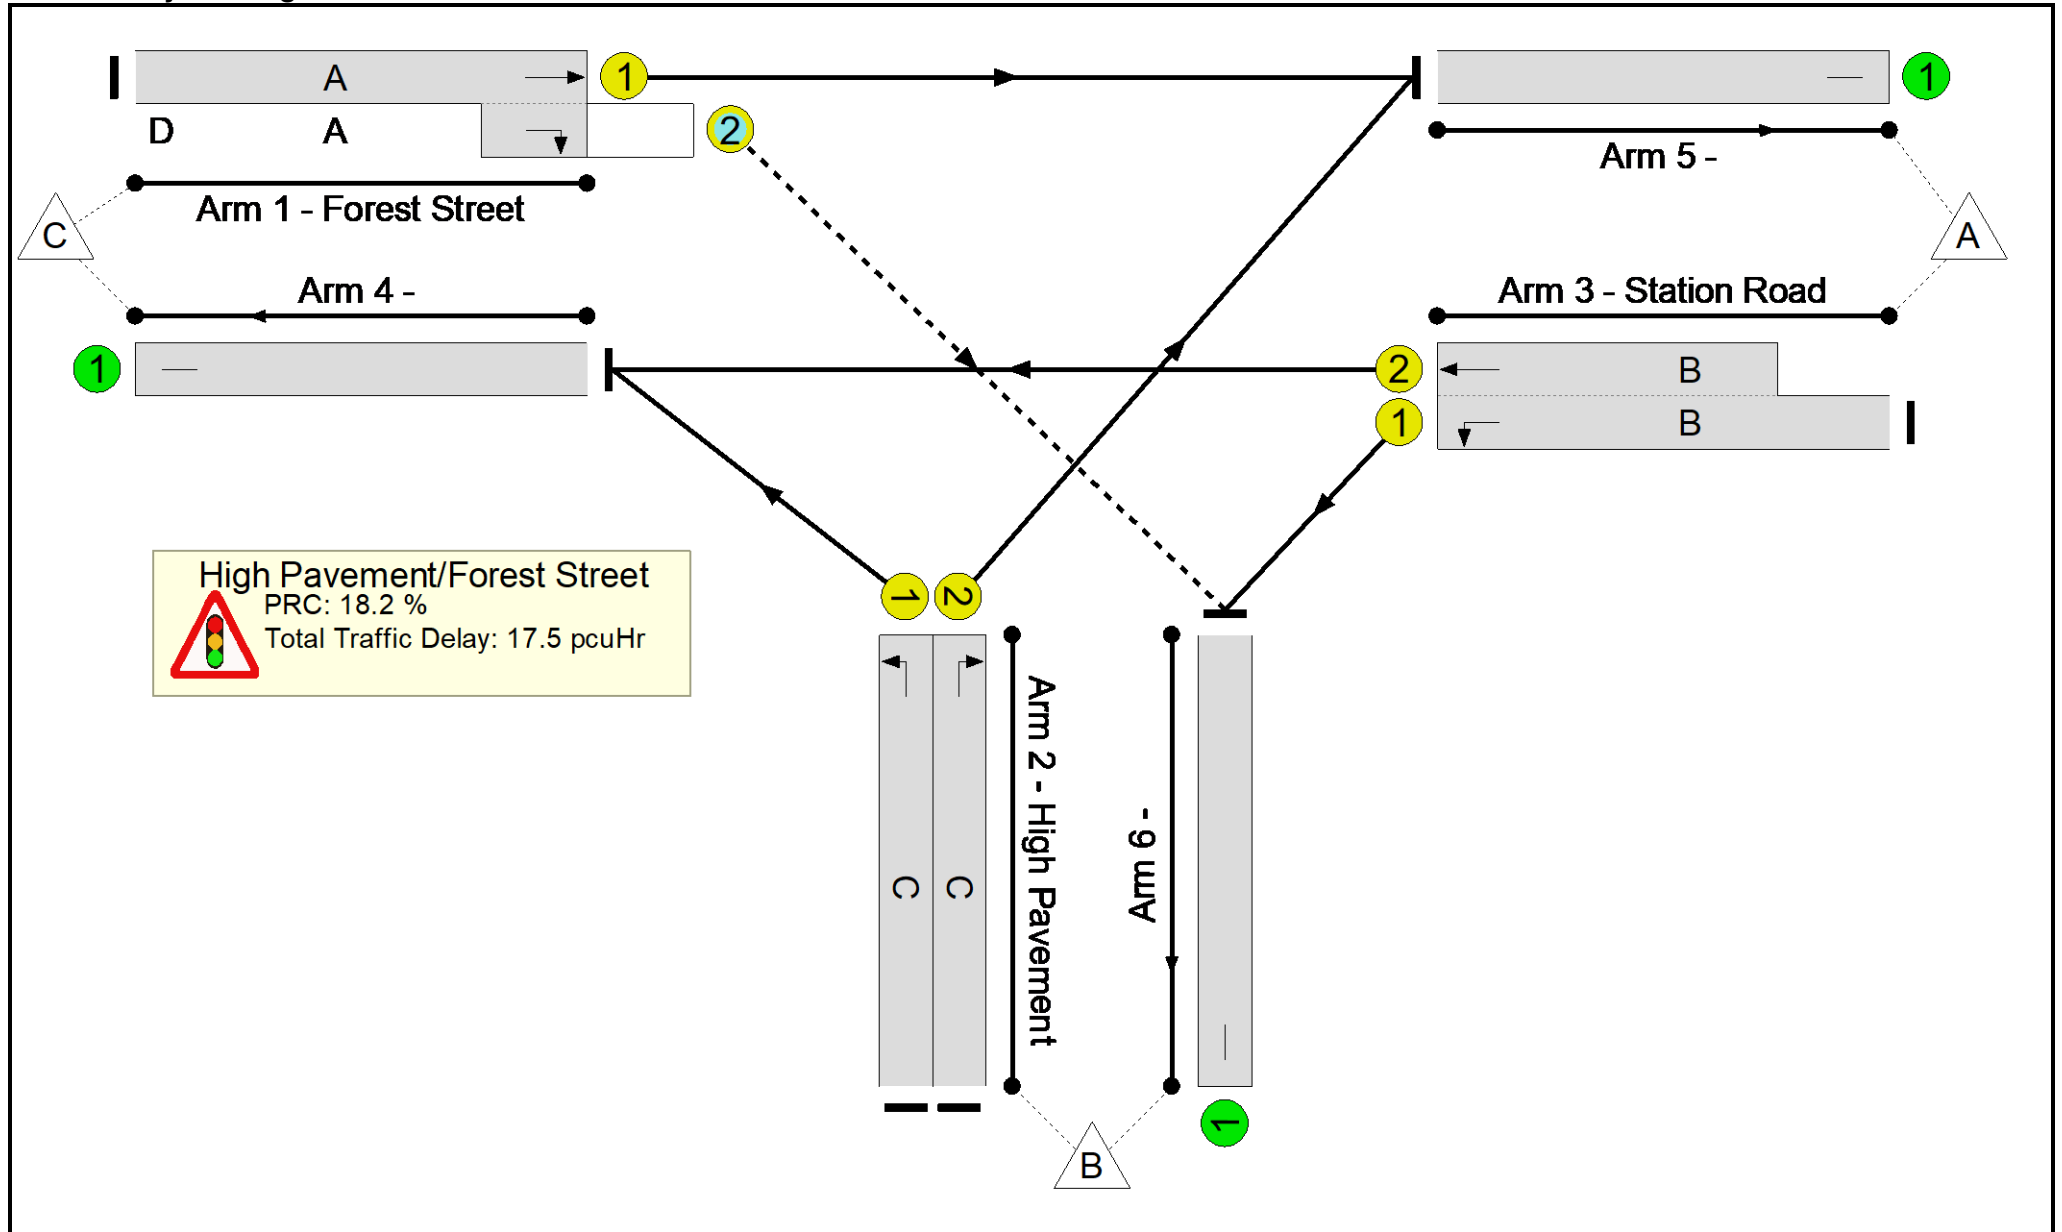 A
1
D
A
2
Arm 1 - Forest Street
C
Arm 4 -
1
1
Arm 5 -
A
Arm 3 - Station Road
2
B
1
B
High Pavement/Forest Street
PRC: 18.2 %
Total Traffic Delay: 17.5 pcuHr
1
2
C
C
Arm 2 - High Pavement
Arm 6 -
1
B